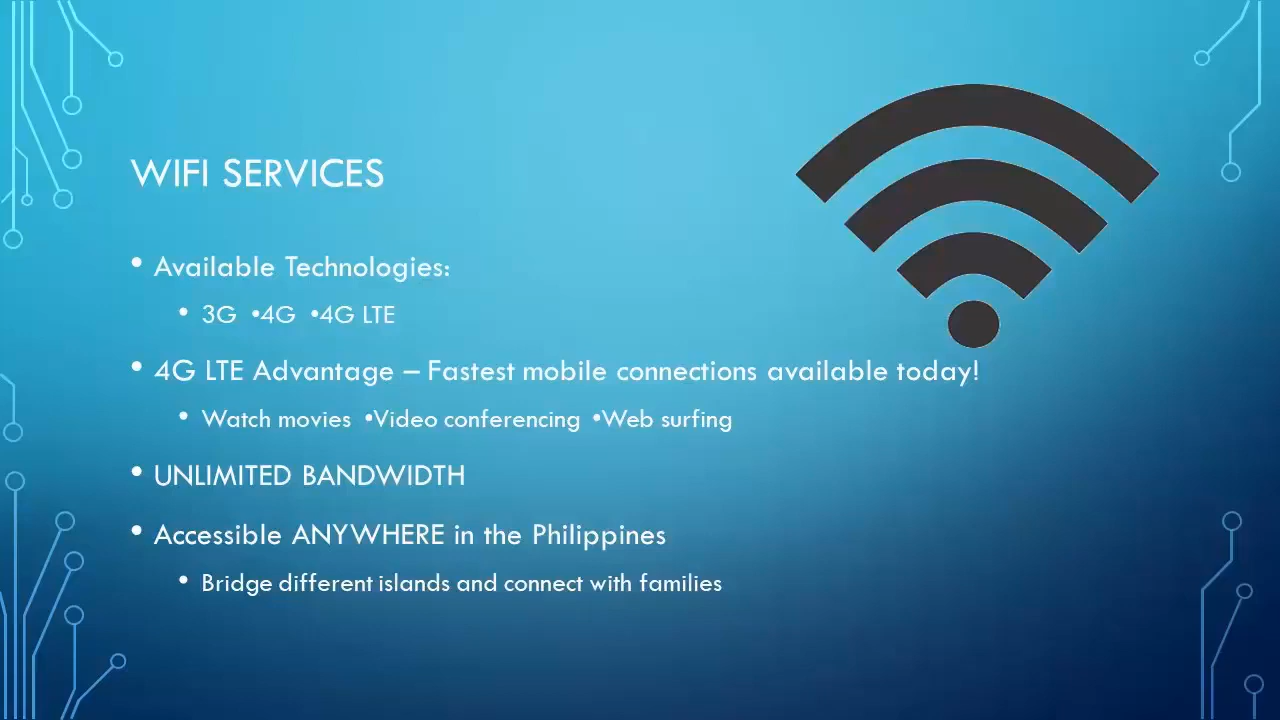 WIFI SERVICES
• Available Technologies:
• 3G •4G •4G LTE
• 4G LTE Advantage – Fastest mobile connections available today!
• Watch movies •Video conferencing •Web surfing
• UNLIMITED BANDWIDTH
• Accessible ANYWHERE in the Philippines
• Bridge different islands and connect with families